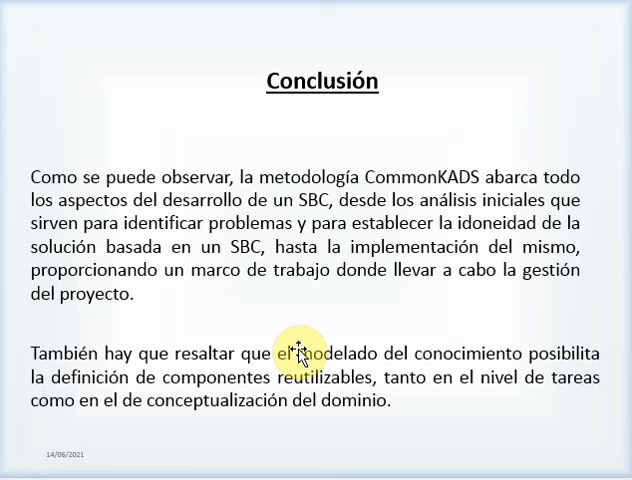 Conclusión
Como se puede observar, la metodología CommonKADS abarca todo
los aspectos del desarrollo de un SBC, desde los análisis iniciales que
sirven para identificar problemas y para establecer la idoneidad de la
solución basada en un SBC, hasta la implementación del mismo,
proporcionando un marco de trabajo donde llevar a cabo la gestión
del proyecto.
También hay que resaltar que el modelado del conocimiento posibilita
la definición de componentes reutilizables, tanto en el nivel de tareas
como en el de conceptualización del dominio.
14/06/2021